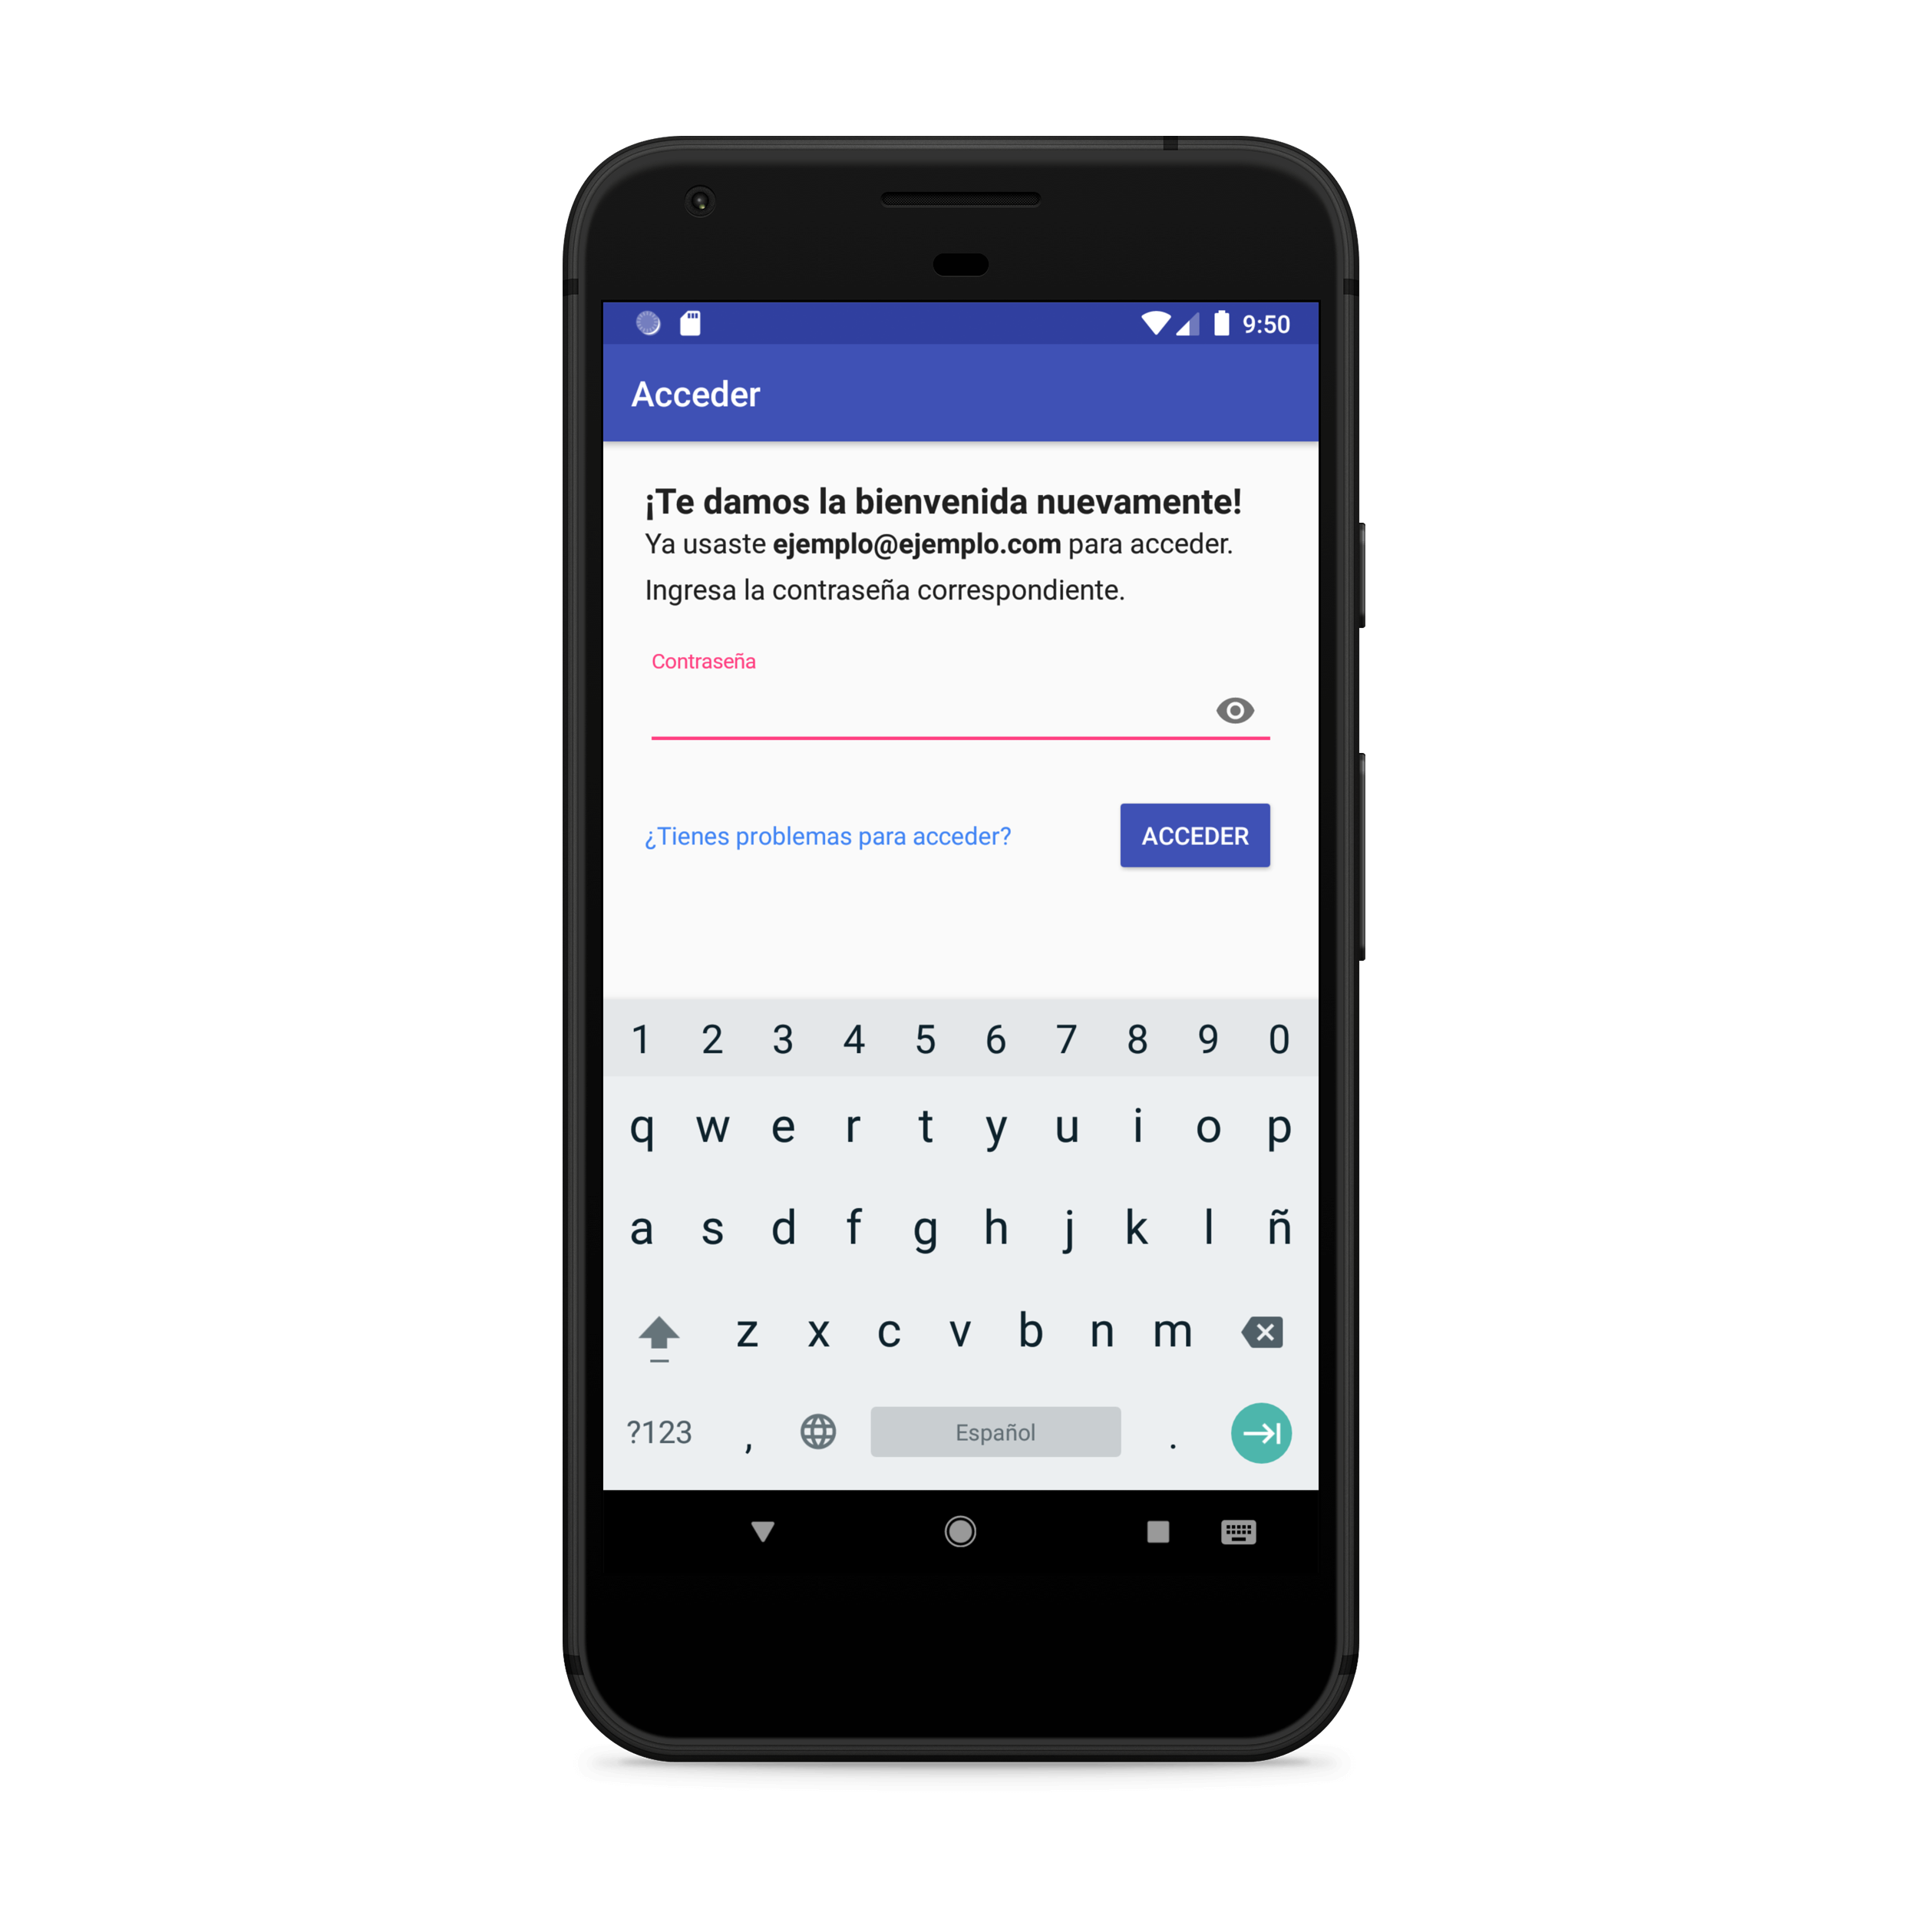 9:50
Acceder
¡Te damos la bienvenida nuevamente!
Ya usaste ejemplo@ejemplo.com para acceder.
Ingresa la contraseña correspondiente.
Contraseña
¿Tienes problemas para acceder? ACCEDER
1 2 3 4 5 6 7 8 9 0
q w e r t y u i o p
a s d f g h j k l ñ
z x c v b n m
?123 , Español .